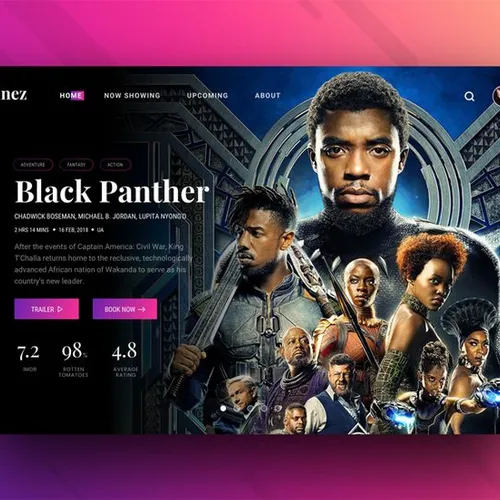 nez
HOME NOW SHOWING UPCOMING ABOUT
ADVENTURE FANTASY ACTION
Black Panther
CHADWICK BOSEMAN, MICHAEL B. JORDAN, LUPITA NYONG'O
2 HRS 14 MINS • 16 FEB, 2018 • UA
After the events of Captain America: Civil War, King
T'Challa returns home to the reclusive, technologically
advanced African nation of Wakanda to serve as his
country's new leader.
TRAILER BOOK NOW
7.2 98% 4.8
IMDB ROTTEN AVERAGE
TOMATOES RATING